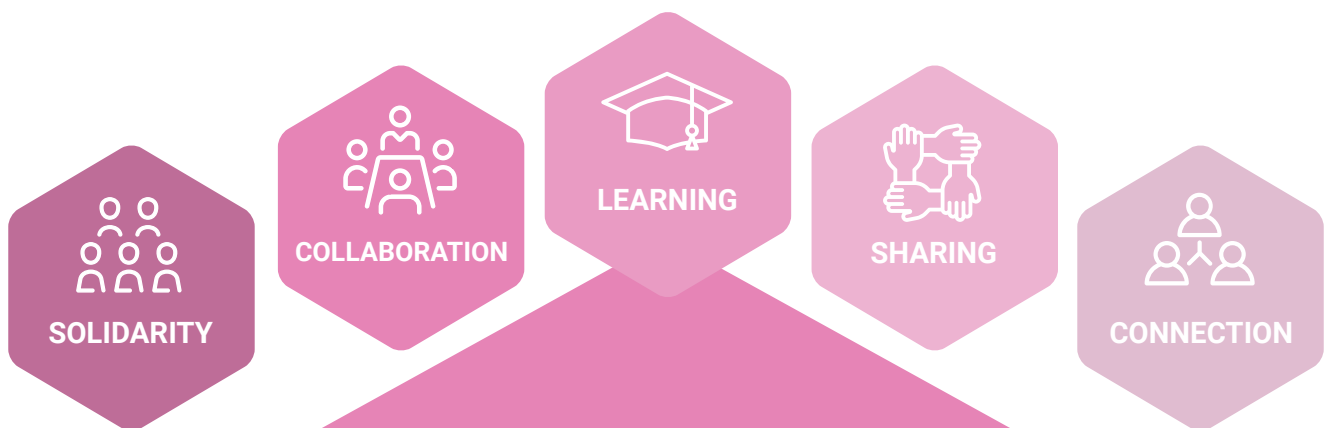 SOLIDARITY
COLLABORATION
LEARNING
SHARING
CONNECTION